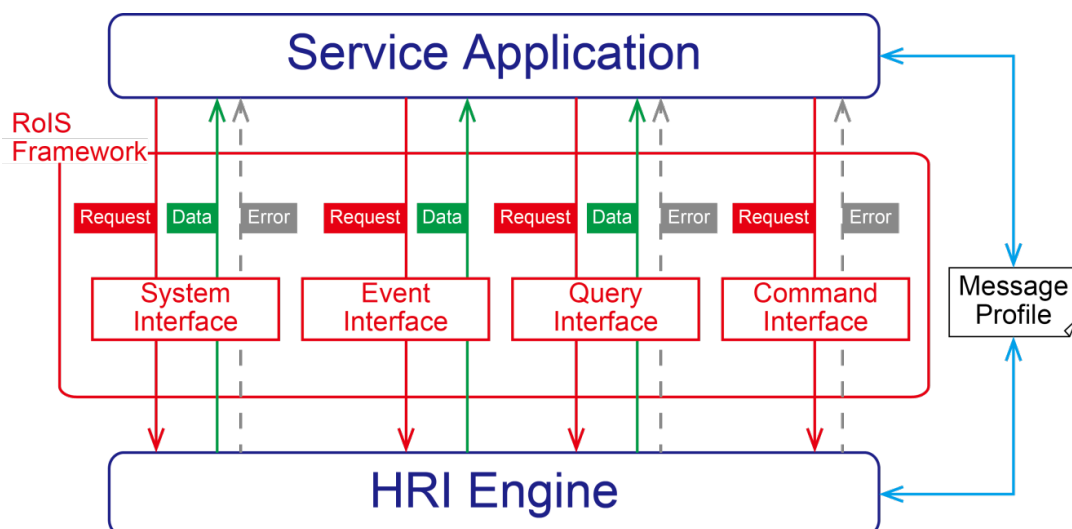 Service Application
RoIS
Framework
Request
Data
Error
Request
Data
Request
Data
Error
Request
Error
System
Interface
Event
Interface
Query
Interface
Command
Interface
Message
Profile
HRI Engine